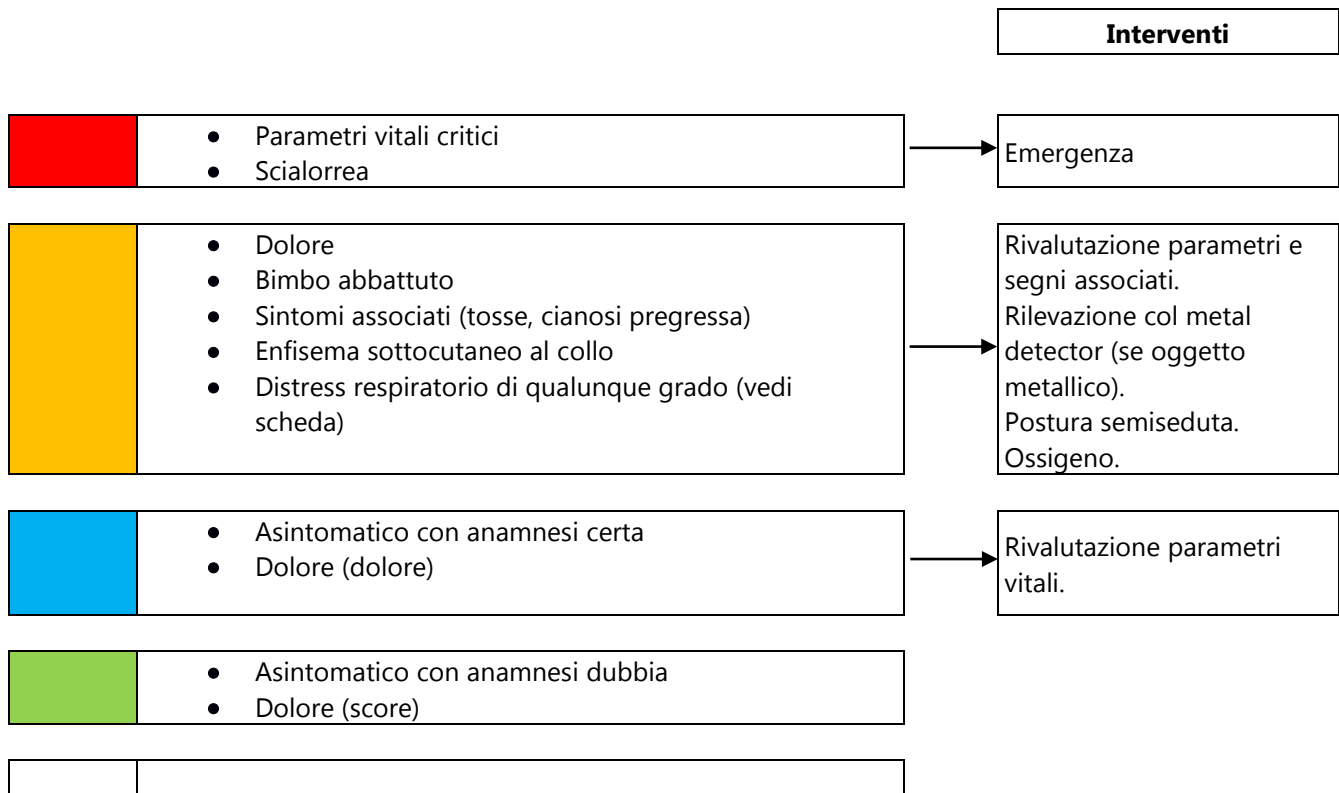 Interventi
● Parametri vitali critici
● Scialorrea
Emergenza
● Dolore
● Bimbo abbattuto
● Sintomi associati (tosse, cianosi pregressa)
● Enfisema sottocutaneo al collo
● Distress respiratorio di qualunque grado (vedi
scheda)
Rivalutazione parametri e
segni associati.
Rilevazione col metal
detector (se oggetto
metallico).
Postura semiseduta.
Ossigeno.
● Asintomatico con anamnesi certa
● Dolore (dolore)
Rivalutazione parametri
vitali.
● Asintomatico con anamnesi dubbia
● Dolore (score)